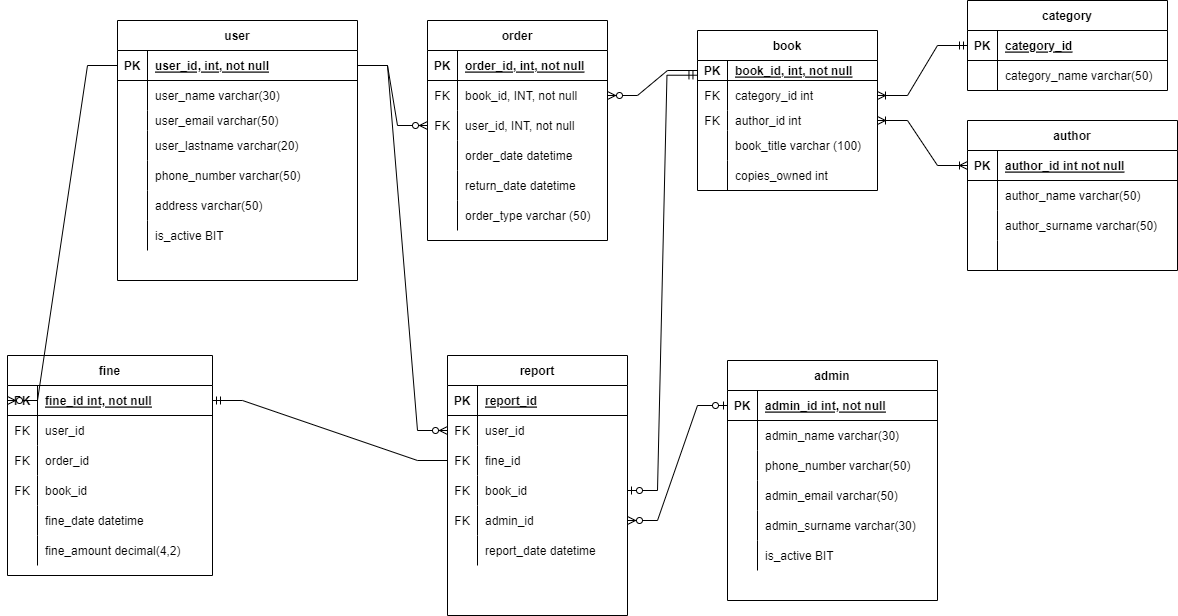 user
PK user_id, int, not null
user_name varchar(30)
user_email varchar(50)
user_lastname varchar(20)
phone_number varchar(50)
address varchar(50)
is_active BIT
order
PK order_id, int, not null
FK book_id, INT, not null
FK user_id, INT, not null
order_date datetime
return_date datetime
order_type varchar (50)
book
PK book_id, int, not null
FK category_id int
FK author_id int
book_title varchar (100)
copies_owned int
category
PK category_id
category_name varchar(50)
author
PK author_id int not null
author_name varchar(50)
author_surname varchar(50)
fine
PK fine_id int, not null
FK user_id
FK order_id
FK book_id
fine_date datetime
fine_amount decimal(4,2)
report
PK report_id
FK user_id
FK fine_id
FK book_id
FK admin_id
report_date datetime
admin
PK admin_id int, not null
admin_name varchar(30)
phone_number varchar(50)
admin_email varchar(50)
admin_surname varchar(30)
is_active BIT